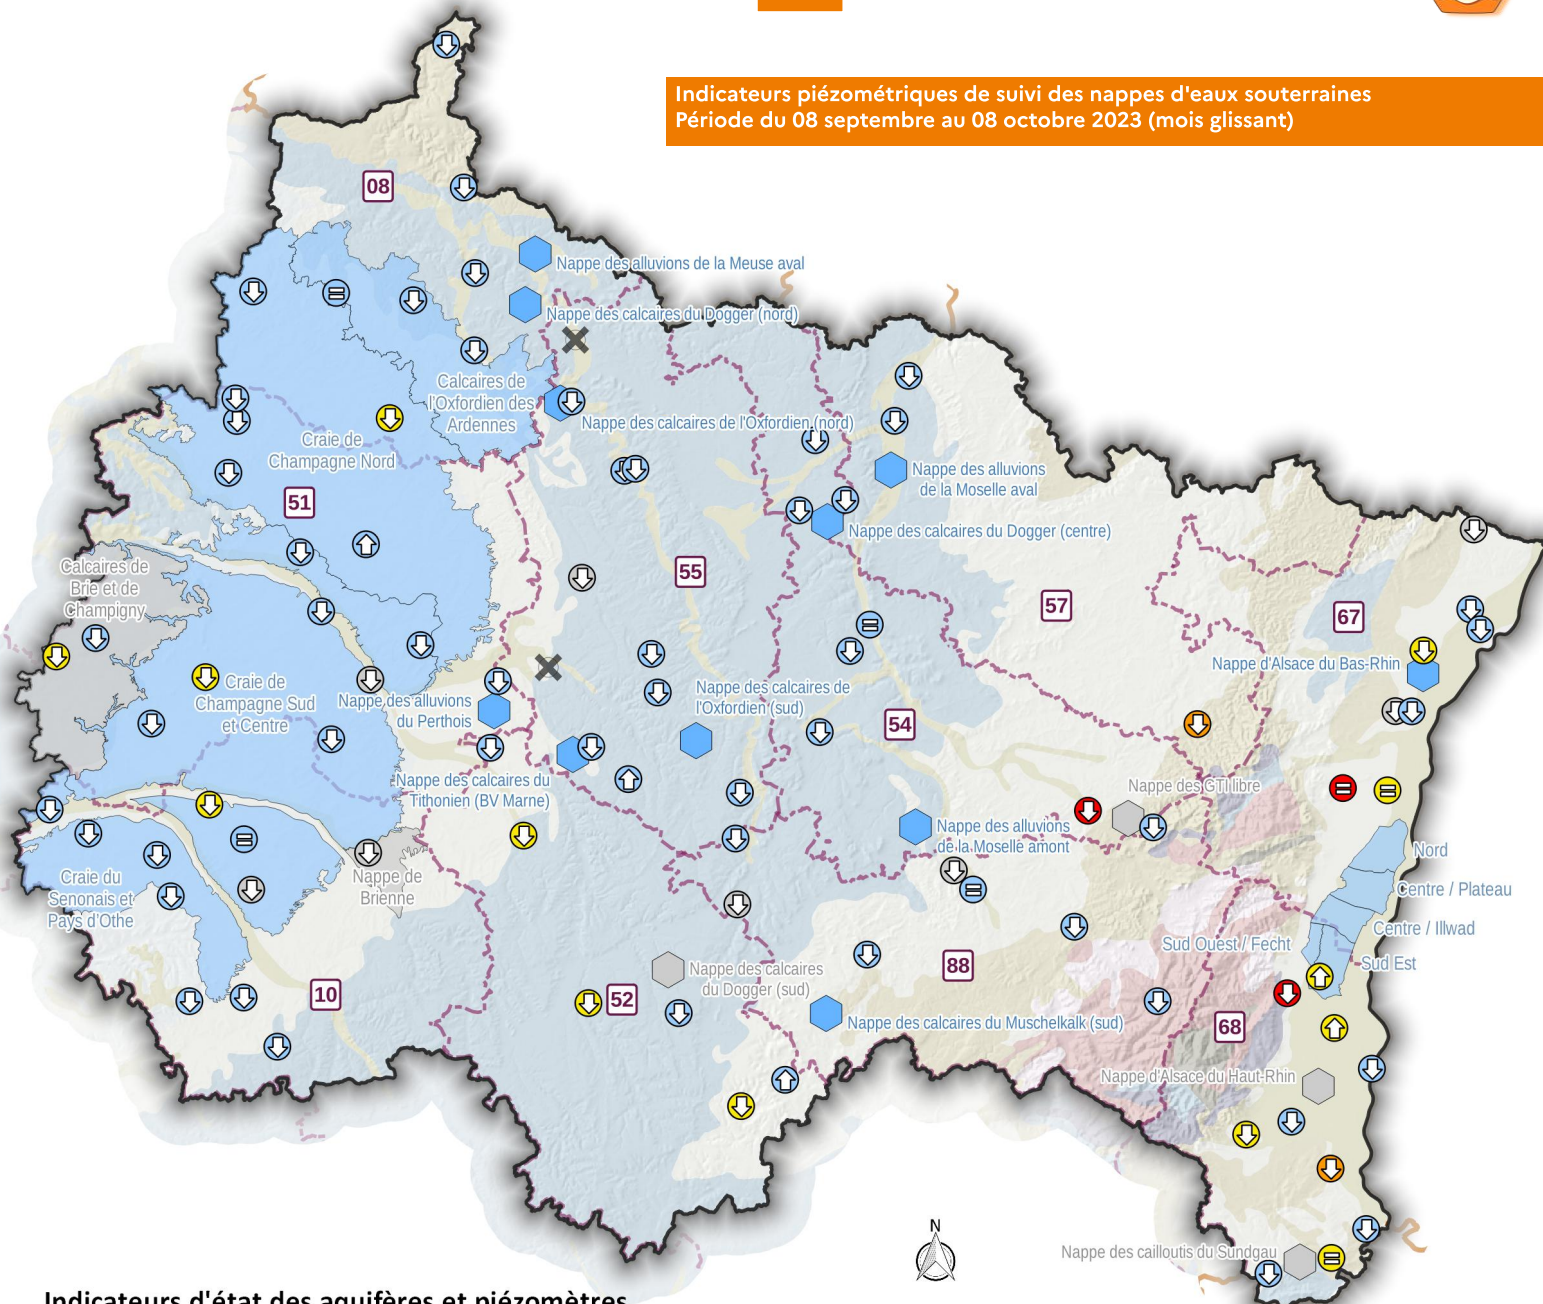 Indicateurs piézométriques de suivi des nappes d'eaux souterraines
Période du 08 septembre au 08 octobre 2023 (mois glissant)
08
Nappe des alluvions de la Meuse aval
Nappe des calcaires du Dogger (nord)
Calcaires de
l'Oxfordien des
Ardennes
Nappe des calcaires de l'Oxfordien (nord)
Craie de
Champagne Nord
Nappe des alluvions
de la Moselle aval
51
Nappe des calcaires du Dogger (centre)
Calcaires de
Brie et de
Champigny
55
57
67
Nappe d'Alsace du Bas-Rhin
Craie de
Champagne Sud
et Centre
Nappe des alluvions
du Perthois
Nappe des calcaires de
l'Oxfordien (sud)
54
Nappe des calcaires du
Tithonien (BV Marne)
Nappe des GTI libre
Nappe des alluvions
de la Moselle amont
Nord
Craie du
Senonais et
Pays d'Othe
Nappe de
Brienne
Centre / Plateau
Centre / Illwad
Sud Ouest / Fecht
Sud Est
88
Nappe des calcaires
du Dogger (sud)
10
52
Nappe des calcaires du Muschelkalk (sud)
68
Nappe d'Alsace du Haut-Rhin
N
Nappe des cailloutis du Sundgau
Indicateurs d'état des aquifères et piézomètres